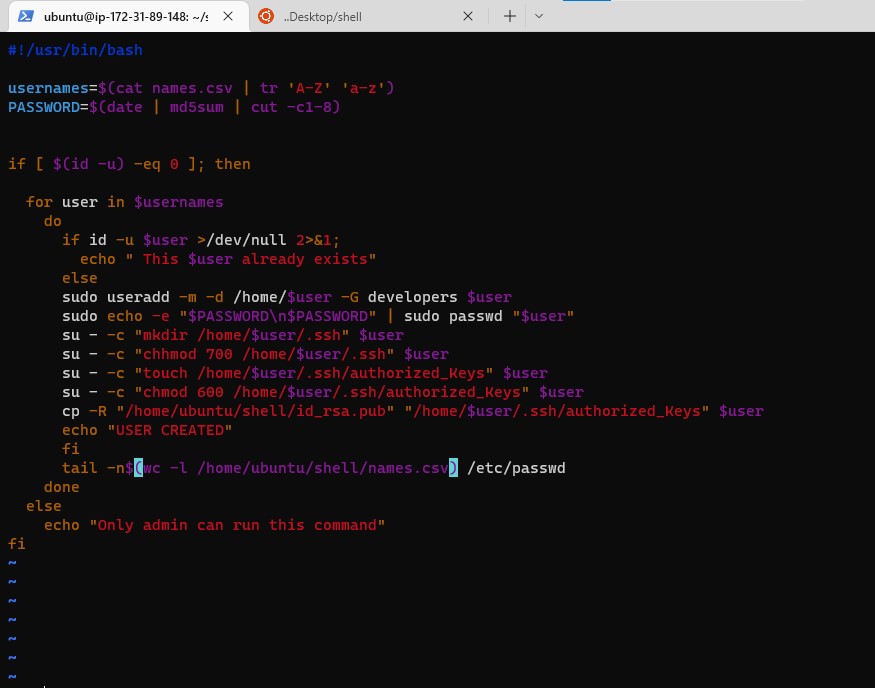 ubuntu@ip-172-31-89-148: ~/s
..Desktop/shell
#!/usr/bin/bash
usernames=$(cat names.csv | tr 'A-Z' 'a-z')
PASSWORD=$(date | md5sum | cut -c1-8)
if [ $(id -u) -eq 0 ]; then
for user in $usernames
do
if id -u $user >/dev/null 2>&1;
echo " This $user already exists"
else
sudo useradd -m -d /home/$user -G developers $user
sudo echo -e "$PASSWORD\n$PASSWORD" | sudo passwd "$user"
su - -c "mkdir /home/$user/.ssh" $user
su - -c "chhmod 700 /home/$user/.ssh" $user
su - -c "touch /home/$user/.ssh/authorized_Keys" $user
su - -c "chmod 600 /home/$user/.ssh/authorized_Keys" $user
cp -R "/home/ubuntu/shell/id_rsa.pub" "/home/$user/.ssh/authorized_Keys" $user
echo "USER CREATED"
fi
tail -n$(wc -l /home/ubuntu/shell/names.csv) /etc/passwd
done
else
echo "Only admin can run this command"
fi
~
~
~
~
~
~
~